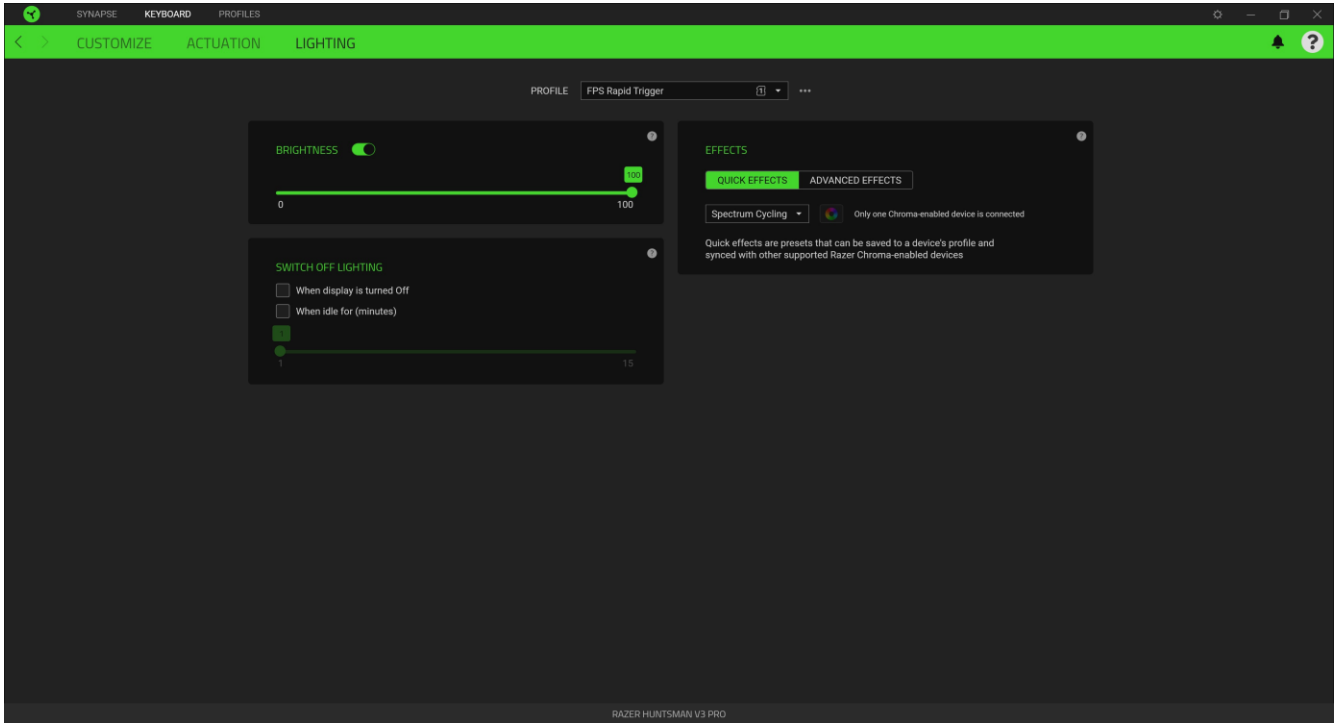 SYNAPSE KEYBOARD PROFILES
CUSTOMIZE ACTUATION LIGHTING
?
PROFILE FPS Rapid Trigger 1
BRIGHTNESS
?
100
0 100
SWITCH OFF LIGHTING
?
When display is turned Off
When idle for (minutes)
1
1 15
EFFECTS
?
QUICK EFFECTS ADVANCED EFFECTS
Spectrum Cycling Only one Chroma-enabled device is connected
Quick effects are presets that can be saved to a device's profile and
synced with other supported Razer Chroma-enabled devices
RAZER HUNTSMAN V3 PRO